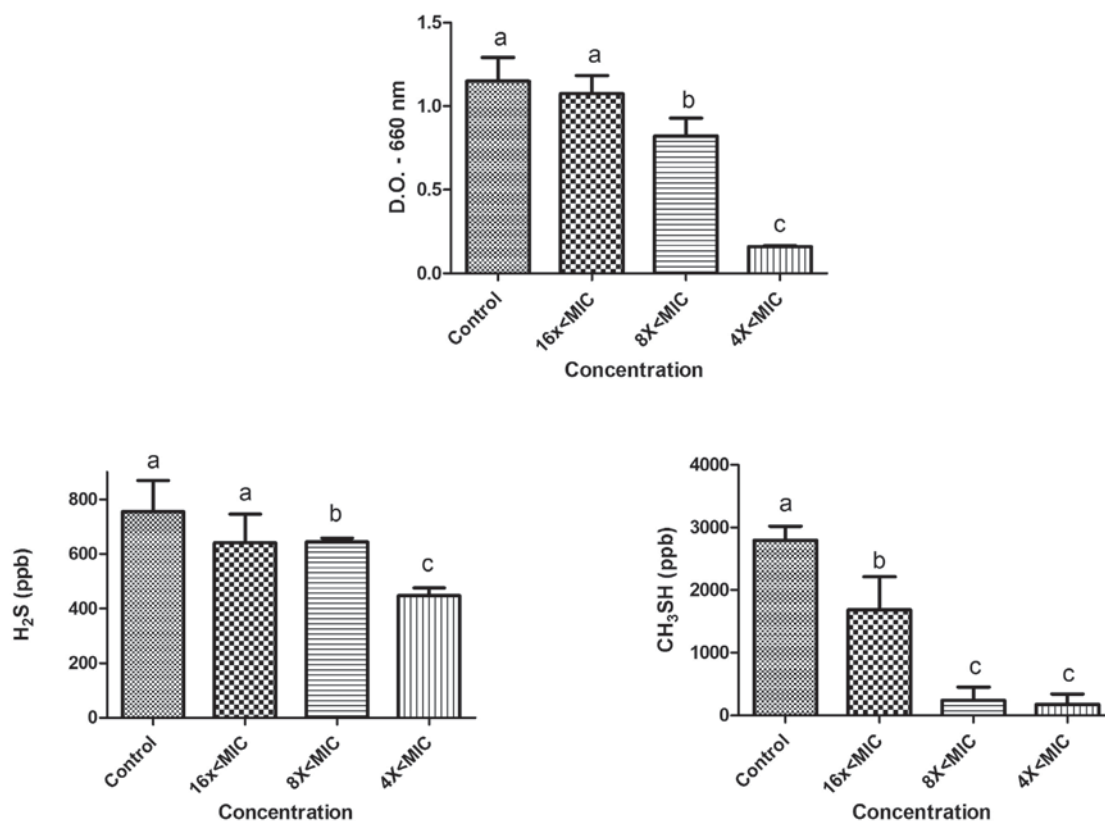 D.O. - 660 nm
1.5
1.0
0.5
0.0
a
a
b
c
Control
16x<MIC
8X<MIC
4X<MIC
Concentration
H₂S (ppb)
800
600
400
200
0
a
a
b
c
Control
16x<MIC
8X<MIC
4X<MIC
Concentration
CH₃SH (ppb)
4000
3000
2000
1000
0
a
b
c
c
Control
16x<MIC
8X<MIC
4X<MIC
Concentration